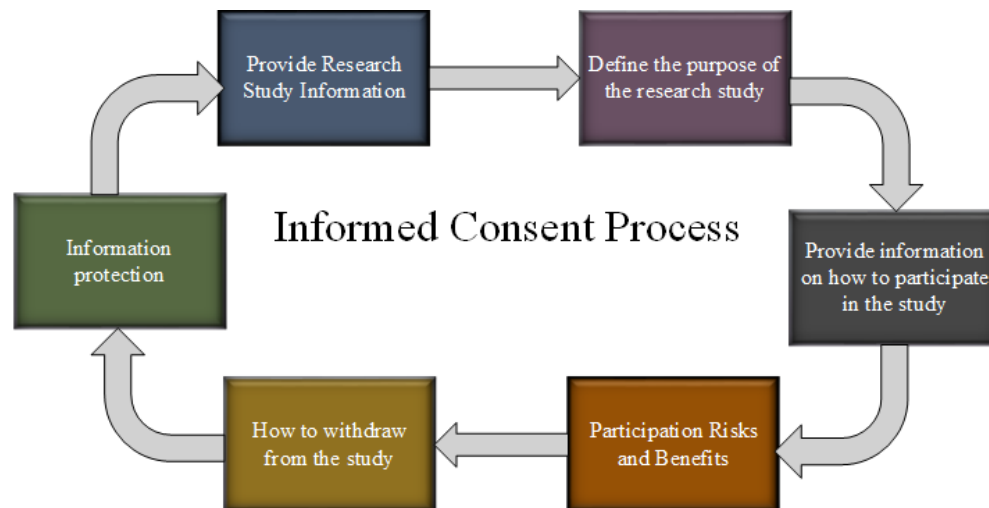 Provide Research
Study Information
Define the purpose of
the research study
Informed Consent Process
Information
protection
Provide information
on how to participate
in the study
How to withdraw
from the study
Participation Risks
and Benefits